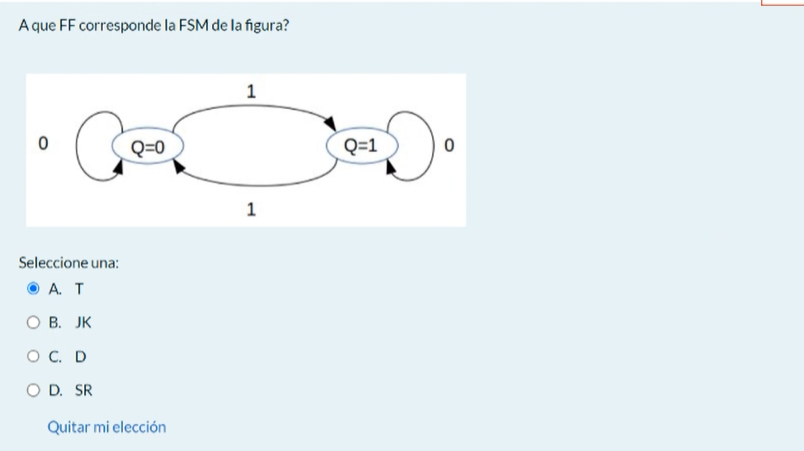 A que FF corresponde la FSM de la figura?
1
0 Q=0 Q=1 0
1
Seleccione una:
A. T
B. JK
C. D
D. SR
Quitar mi elección